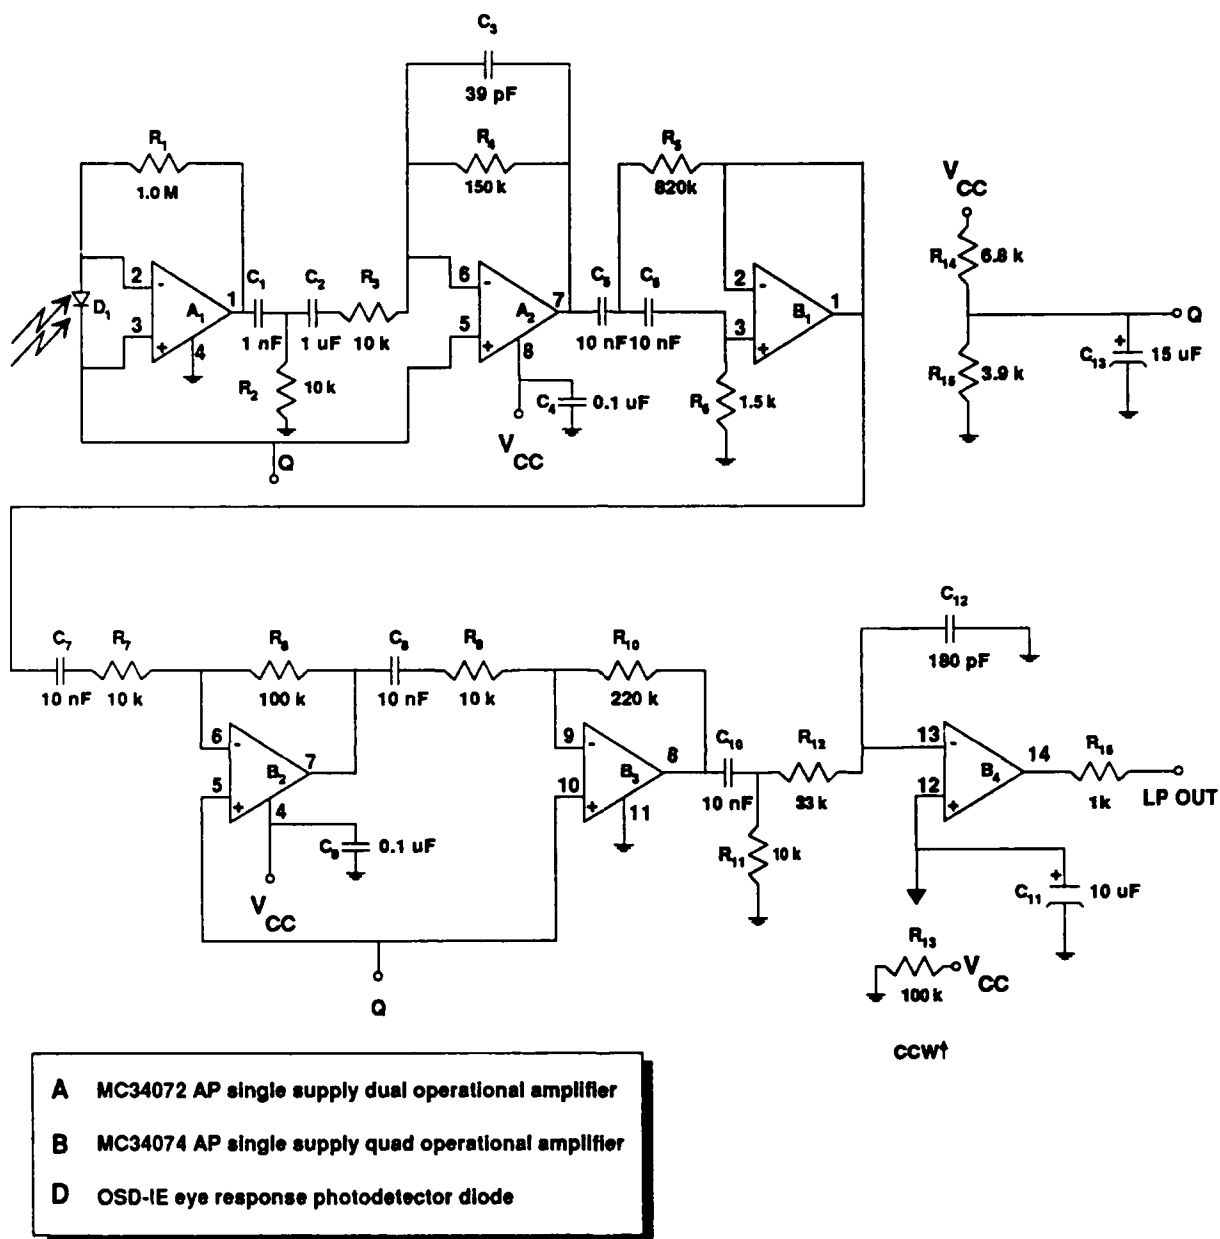 C3
39 pF
R1
1.0 M
R4
150 k
R5
820k
VCC
R14 6.8 k
Q
C13 + 15 uF
R15 3.9 k
2 - 3 + A1 1 4
D1
C1
1 nF
C2
1 uF
R3
10 k
R2 10 k
Q
6 - 5 + A2 7 8
C4 0.1 uF
VCC
C5
10 nF
C6
10 nF
2 - 3 + B1 1
R6 1.5 k
C7
10 nF
R7
10 k
R8
100 k
C8
10 nF
R9
10 k
R10
220 k
C12
180 pF
6 - 5 + B2 7 4
C9 0.1 uF
VCC
9 - 10 + B3 8 11
Q
C10
10 nF
R12
33 k
R11 10 k
13 - 12 + B4 14
R16
1k
LP OUT
C11 + 10 uF
R13
100 k
VCC
CCW↑
A MC34072 AP single supply dual operational amplifier
B MC34074 AP single supply quad operational amplifier
D OSD-IE eye response photodetector diode